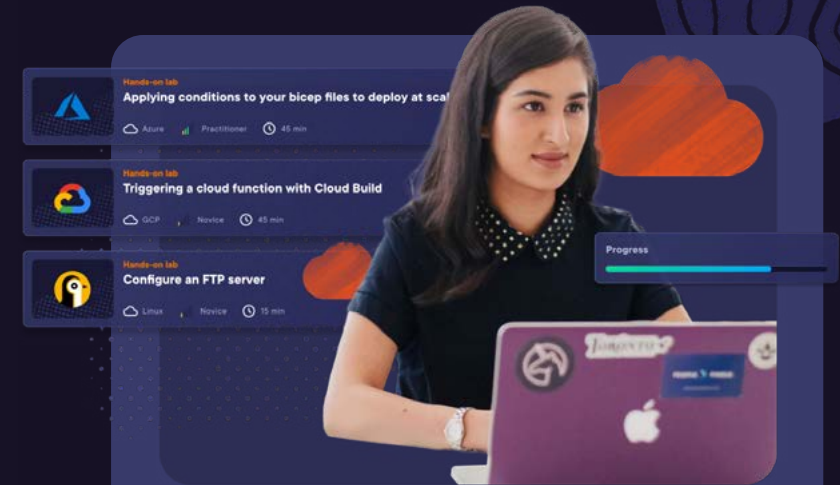 Hands-on lab
Applying conditions to your bicep files to deploy at scal
Azure Practitioner 45 min
Hands-on lab
Triggering a cloud function with Cloud Build
GCP Novice 45 min
Hands-on lab
Configure an FTP server
Linux Novice 15 min
Progress
TORONTO